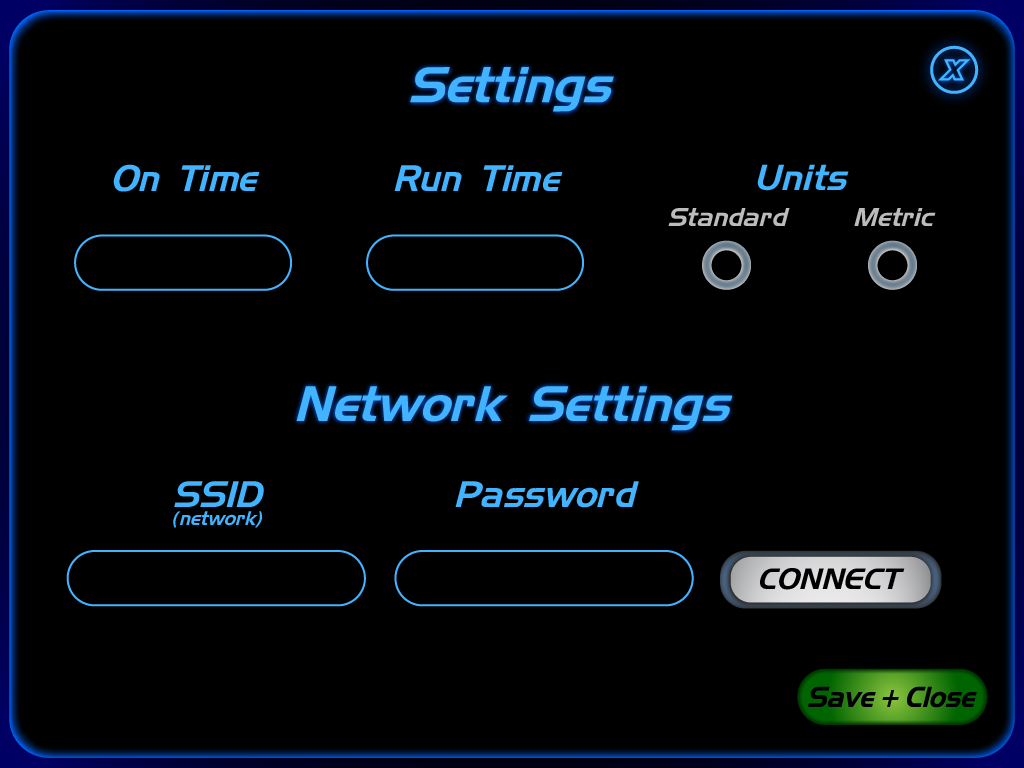 Settings
X
On Time
Run Time
Units
Standard
Metric
Network Settings
SSID
(network)
Password
CONNECT
Save + Close